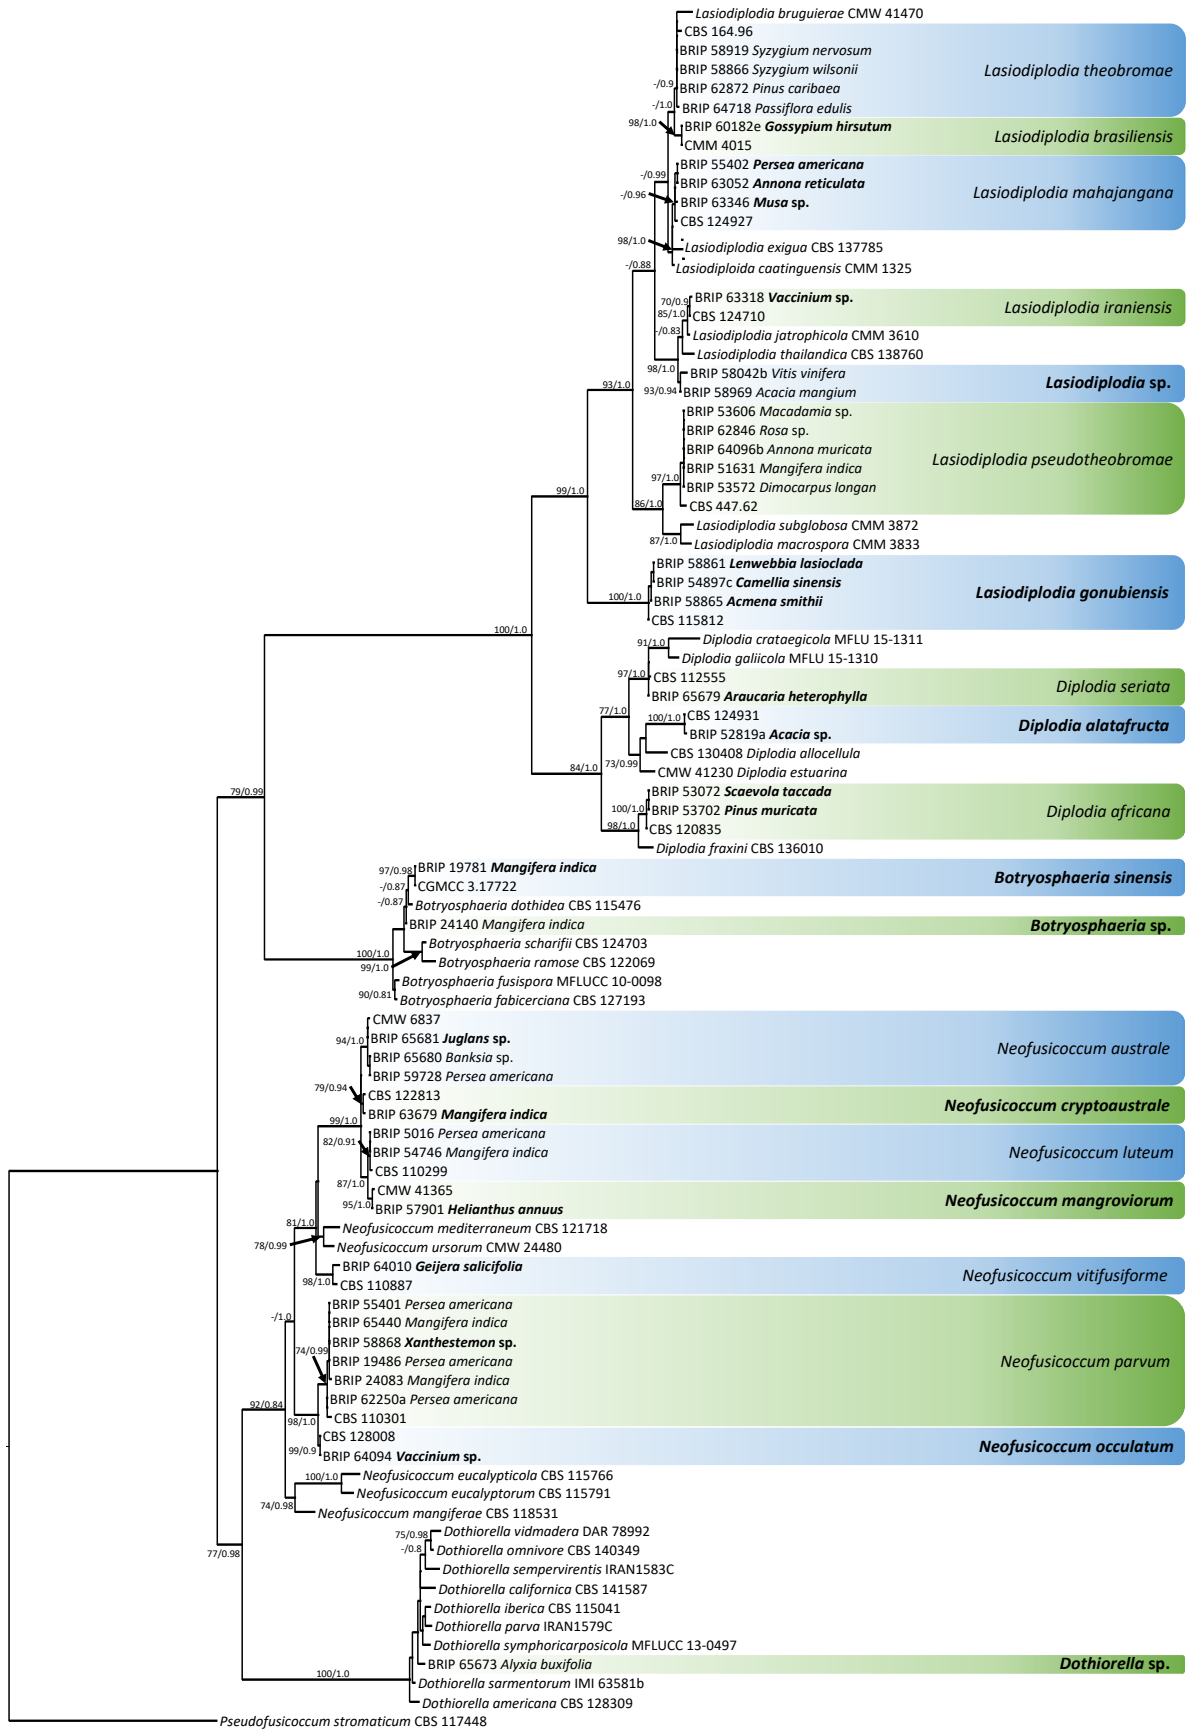 Lasiodiplodia bruguierae CMW 41470
CBS 164.96
BRIP 58919 Syzygium nervosum
BRIP 58866 Syzygium wilsonii
Lasiodiplodia theobromae
-/0.9
BRIP 62872 Pinus caribaea
-/1.0
BRIP 64718 Passiflora edulis
98/1.0
BRIP 60182e Gossypium hirsutum
Lasiodiplodia brasiliensis
CMM 4015
BRIP 55402 Persea americana
-/0.99
BRIP 63052 Annona reticulata
Lasiodiplodia mahajangana
-/0.96
BRIP 63346 Musa sp.
CBS 124927
98/1.0
Lasiodiplodia exigua CBS 137785
-/0.88
Lasiodiploida caatinguensis CMM 1325
BRIP 63318 Vaccinium sp.
70/0.9
Lasiodiplodia iraniensis
85/1.0
CBS 124710
-/0.83
Lasiodiplodia jatrophicola CMM 3610
Lasiodiplodia thailandica CBS 138760
98/1.0
BRIP 58042b Vitis vinifera
Lasiodiplodia sp.
93/1.0
93/0.94
BRIP 58969 Acacia mangium
BRIP 53606 Macadamia sp.
BRIP 62846 Rosa sp.
BRIP 64096b Annona muricata
Lasiodiplodia pseudotheobromae
BRIP 51631 Mangifera indica
97/1.0
BRIP 53572 Dimocarpus longan
99/1.0
86/1.0
CBS 447.62
Lasiodiplodia subglobosa CMM 3872
87/1.0
Lasiodiplodia macrospora CMM 3833
BRIP 58861 Lenwebbia lasioclada
BRIP 54897c Camellia sinensis
Lasiodiplodia gonubiensis
100/1.0
BRIP 58865 Acmena smithii
CBS 115812
100/1.0
91/1.0
Diplodia crataegicola MFLU 15-1311
Diplodia galiicola MFLU 15-1310
97/1.0
CBS 112555
Diplodia seriata
BRIP 65679 Araucaria heterophylla
77/1.0
100/1.0
CBS 124931
Diplodia alatafructa
BRIP 52819a Acacia sp.
CBS 130408 Diplodia allocellula
84/1.0
73/0.99
CMW 41230 Diplodia estuarina
79/0.99
BRIP 53072 Scaevola taccada
100/1.0
BRIP 53702 Pinus muricata
Diplodia africana
98/1.0
CBS 120835
Diplodia fraxini CBS 136010
97/0.98
BRIP 19781 Mangifera indica
Botryosphaeria sinensis
-/0.87
CGMCC 3.17722
-/0.87
Botryosphaeria dothidea CBS 115476
BRIP 24140 Mangifera indica
Botryosphaeria sp.
Botryosphaeria scharifii CBS 124703
100/1.0
99/1.0
Botryosphaeria ramose CBS 122069
Botryosphaeria fusispora MFLUCC 10-0098
90/0.81
Botryosphaeria fabicerciana CBS 127193
CMW 6837
94/1.0
BRIP 65681 Juglans sp.
Neofusicoccum australe
BRIP 65680 Banksia sp.
BRIP 59728 Persea americana
79/0.94
CBS 122813
Neofusicoccum cryptoaustrale
BRIP 63679 Mangifera indica
99/1.0
BRIP 5016 Persea americana
82/0.91
BRIP 54746 Mangifera indica
Neofusicoccum luteum
CBS 110299
87/1.0
CMW 41365
Neofusicoccum mangroviorum
95/1.0
BRIP 57901 Helianthus annuus
81/1.0
Neofusicoccum mediterraneum CBS 121718
78/0.99
Neofusicoccum ursorum CMW 24480
BRIP 64010 Geijera salicifolia
Neofusicoccum vitifusiforme
98/1.0
CBS 110887
BRIP 55401 Persea americana
-/1.0
BRIP 65440 Mangifera indica
BRIP 58868 Xanthestemon sp.
74/0.99
BRIP 19486 Persea americana
Neofusicoccum parvum
BRIP 24083 Mangifera indica
BRIP 62250a Persea americana
92/0.84
98/1.0
CBS 110301
CBS 128008
Neofusicoccum occulatum
99/0.9
BRIP 64094 Vaccinium sp.
100/1.0
Neofusicoccum eucalypticola CBS 115766
Neofusicoccum eucalyptorum CBS 115791
74/0.98
Neofusicoccum mangiferae CBS 118531
75/0.98
Dothiorella vidmadera DAR 78992
77/0.98
-/0.8
Dothiorella omnivore CBS 140349
Dothiorella sempervirentis IRAN1583C
Dothiorella californica CBS 141587
Dothiorella iberica CBS 115041
Dothiorella parva IRAN1579C
Dothiorella symphoricarposicola MFLUCC 13-0497
BRIP 65673 Alyxia buxifolia
Dothiorella sp.
100/1.0
Dothiorella sarmentorum IMI 63581b
Dothiorella americana CBS 128309
Pseudofusicoccum stromaticum CBS 117448